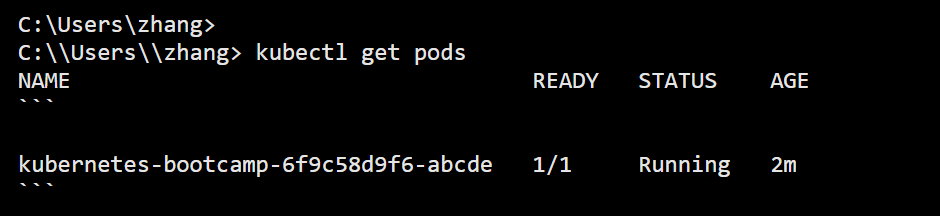 C:\Users\zhang>
C:\\Users\\zhang> kubectl get pods
NAME                                   READY   STATUS    AGE
```
kubernetes-bootcamp-6f9c58d9f6-abcde   1/1     Running   2m
```